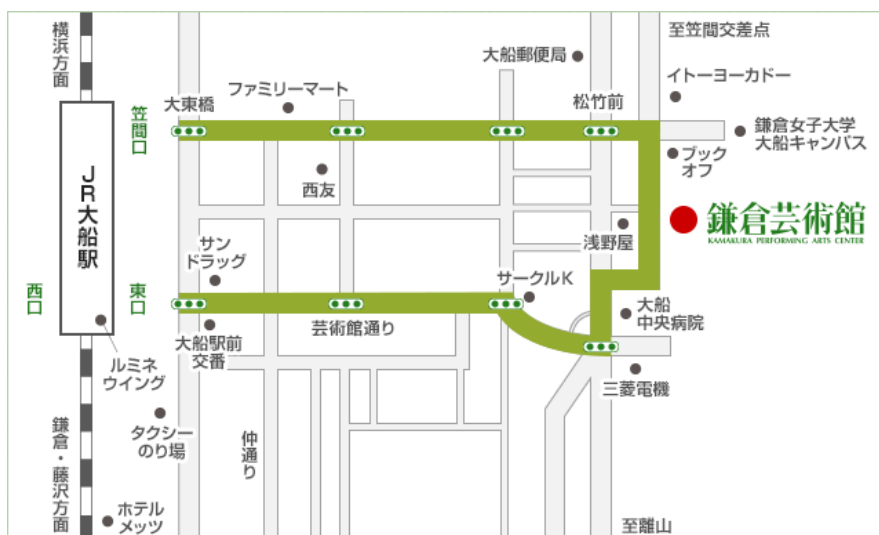 横浜方面
至笠間交差点
大船郵便局
イトーヨーカドー
ファミリーマート
大東橋
松竹前
笠間口
鎌倉女子大学
大船キャンパス
ブック
オフ
西友
JR大船駅
鎌倉芸術館
KAMAKURA PERFORMING ARTS CENTER
浅野屋
サン
ドラッグ
サークルK
西口
東口
大船
中央病院
芸術館通り
大船駅前
交番
ルミネ
ウイング
三菱電機
タクシー
のり場
仲通り
鎌倉・藤沢方面
ホテル
メッツ
至離山